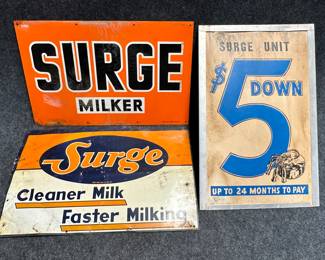 SURGE
MILKER
Surge
Cleaner Milk
Faster Milking
SURGE UNIT
$5 DOWN
UP TO 24 MONTHS TO PAY